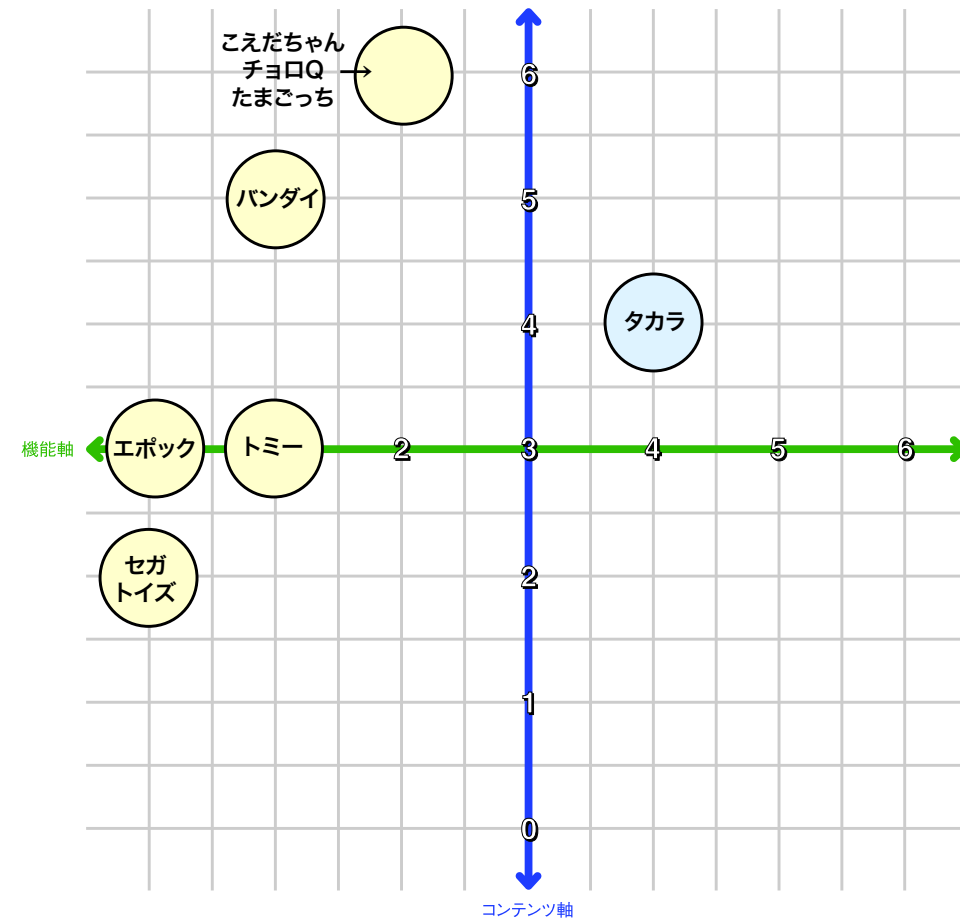 こえだちゃん
チョロQ
たまごっち
6
バンダイ
5
タカラ
4
機能軸
エポック
トミー
2
3
4
5
6
セガ
トイズ
2
1
0
コンテンツ軸